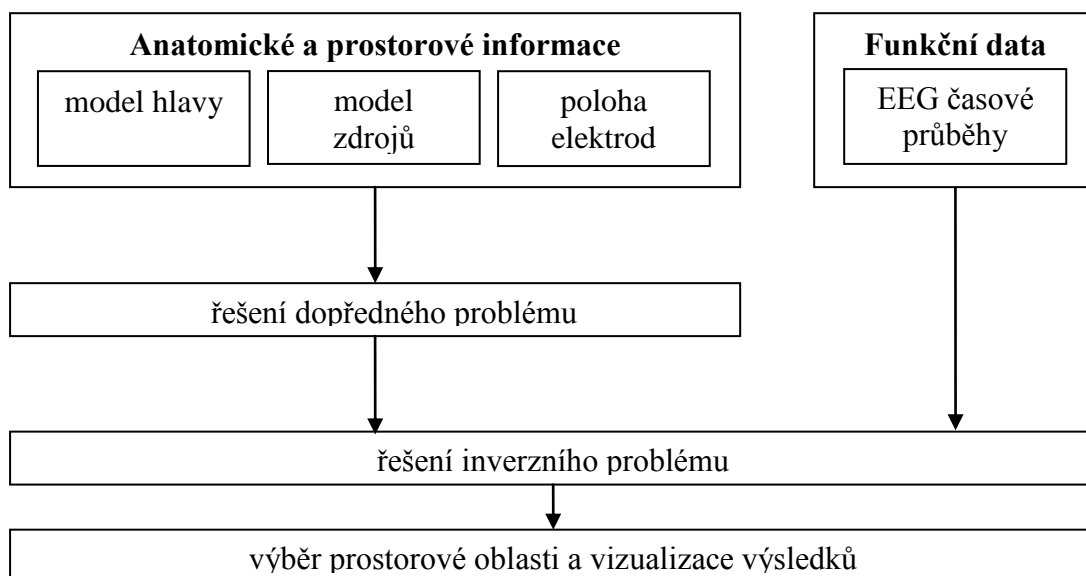 Anatomické a prostorové informace
model hlavy
model
zdrojů
poloha
elektrod
Funkční data
EEG časové
průběhy
řešení dopředného problému
řešení inverzního problému
výběr prostorové oblasti a vizualizace výsledků